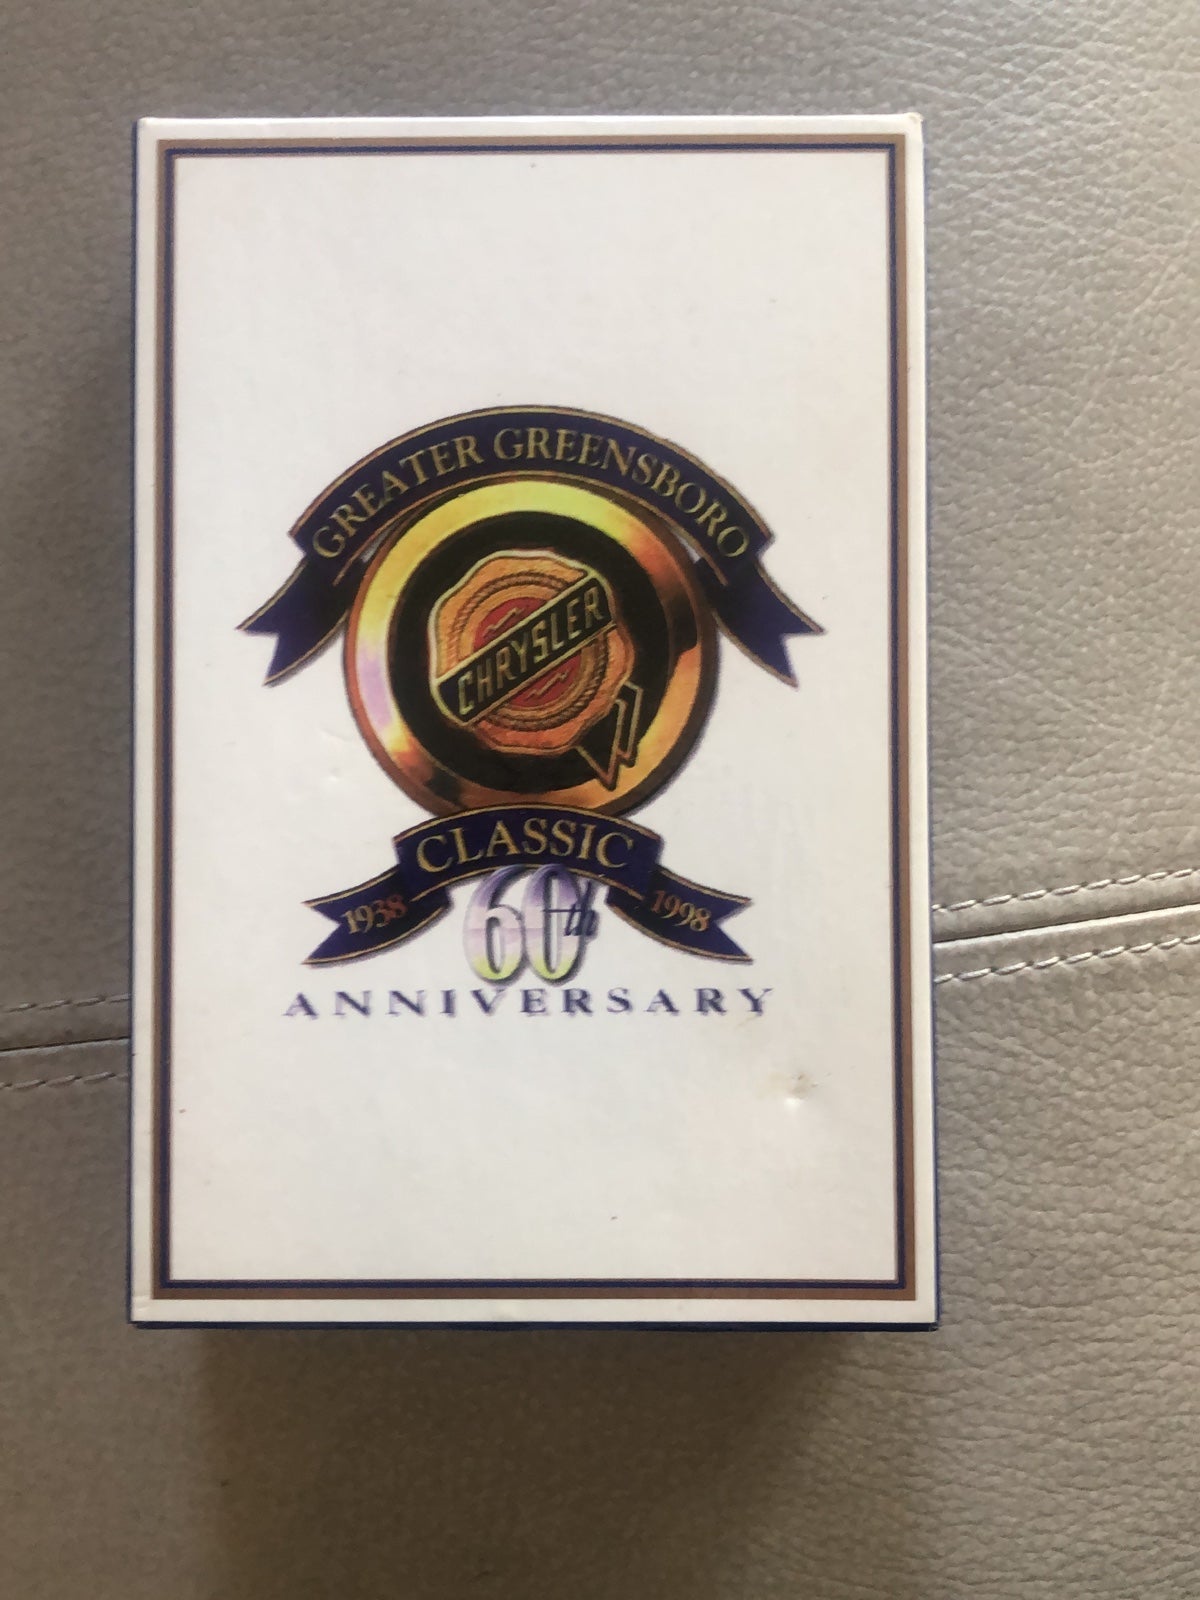 GREATER GREENSBORO
CHRYSLER
CLASSIC
1938 60th 1998
ANNIVERSARY